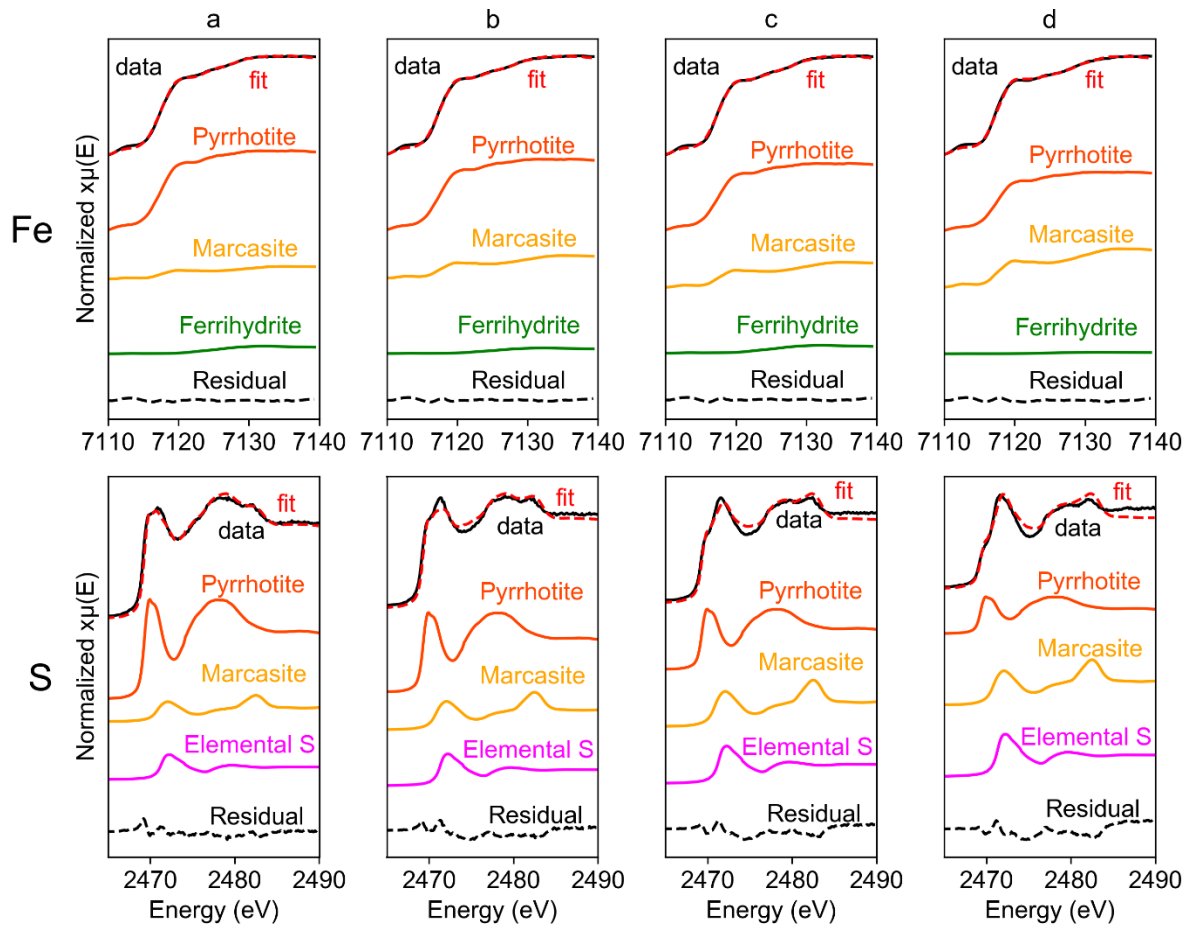 a b c d
Fe
Normalized xμ(E)
data fit
Pyrrhotite
Marcasite
Ferrihydrite
Residual
7110 7120 7130 7140
data fit
Pyrrhotite
Marcasite
Ferrihydrite
Residual
7110 7120 7130 7140
data fit
Pyrrhotite
Marcasite
Ferrihydrite
Residual
7110 7120 7130 7140
data fit
Pyrrhotite
Marcasite
Ferrihydrite
Residual
7110 7120 7130 7140
S
Normalized xμ(E)
fit
data
Pyrrhotite
Marcasite
Elemental S
Residual
2470 2480 2490
Energy (eV)
fit
data
Pyrrhotite
Marcasite
Elemental S
Residual
2470 2480 2490
Energy (eV)
fit
data
Pyrrhotite
Marcasite
Elemental S
Residual
2470 2480 2490
Energy (eV)
fit
data
Pyrrhotite
Marcasite
Elemental S
Residual
2470 2480 2490
Energy (eV)